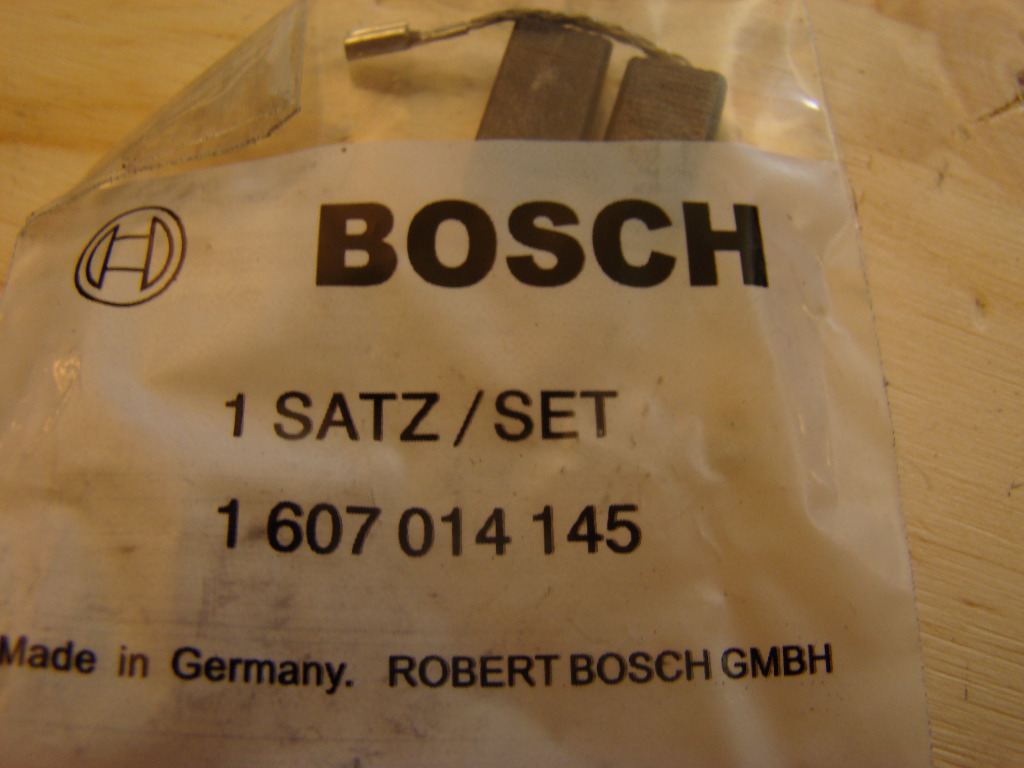 BOSCH
1 SATZ / SET
1 607 014 145
Made in Germany. ROBERT BOSCH GMBH